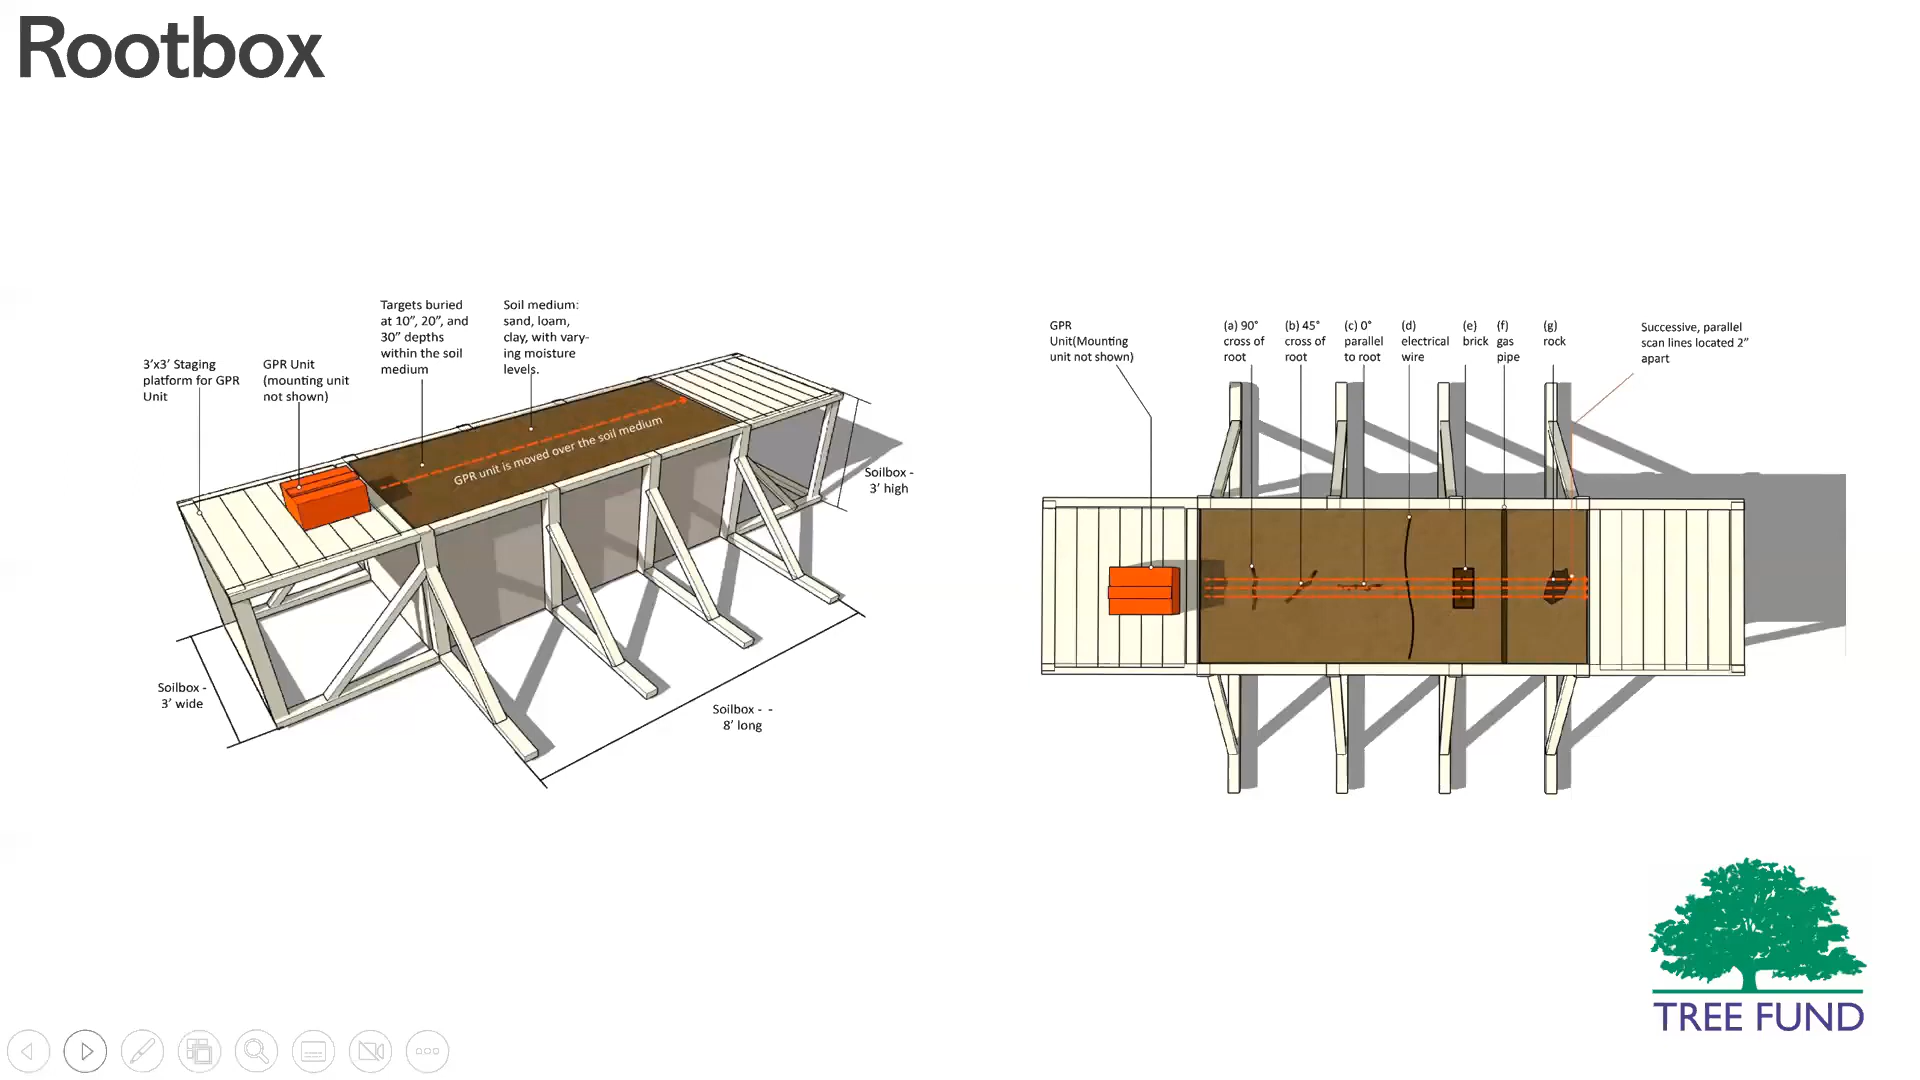 Rootbox
Targets buried
at 10”, 20”, and
30” depths
within the soil
medium
Soil medium:
sand, loam,
clay, with vary-
ing moisture
levels.
3’x3’ Staging
platform for GPR
Unit
GPR Unit
(mounting unit
not shown)
GPR unit is moved over the soil medium
Soilbox -
3’ high
Soilbox -
3’ wide
Soilbox - -
8’ long
GPR
Unit(Mounting
unit not shown)
(a) 90°
cross of
root
(b) 45°
cross of
root
(c) 0°
parallel
to root
(d)
electrical
wire
(e)
brick
(f)
gas
pipe
(g)
rock
Successive, parallel
scan lines located 2”
apart
TREE FUND